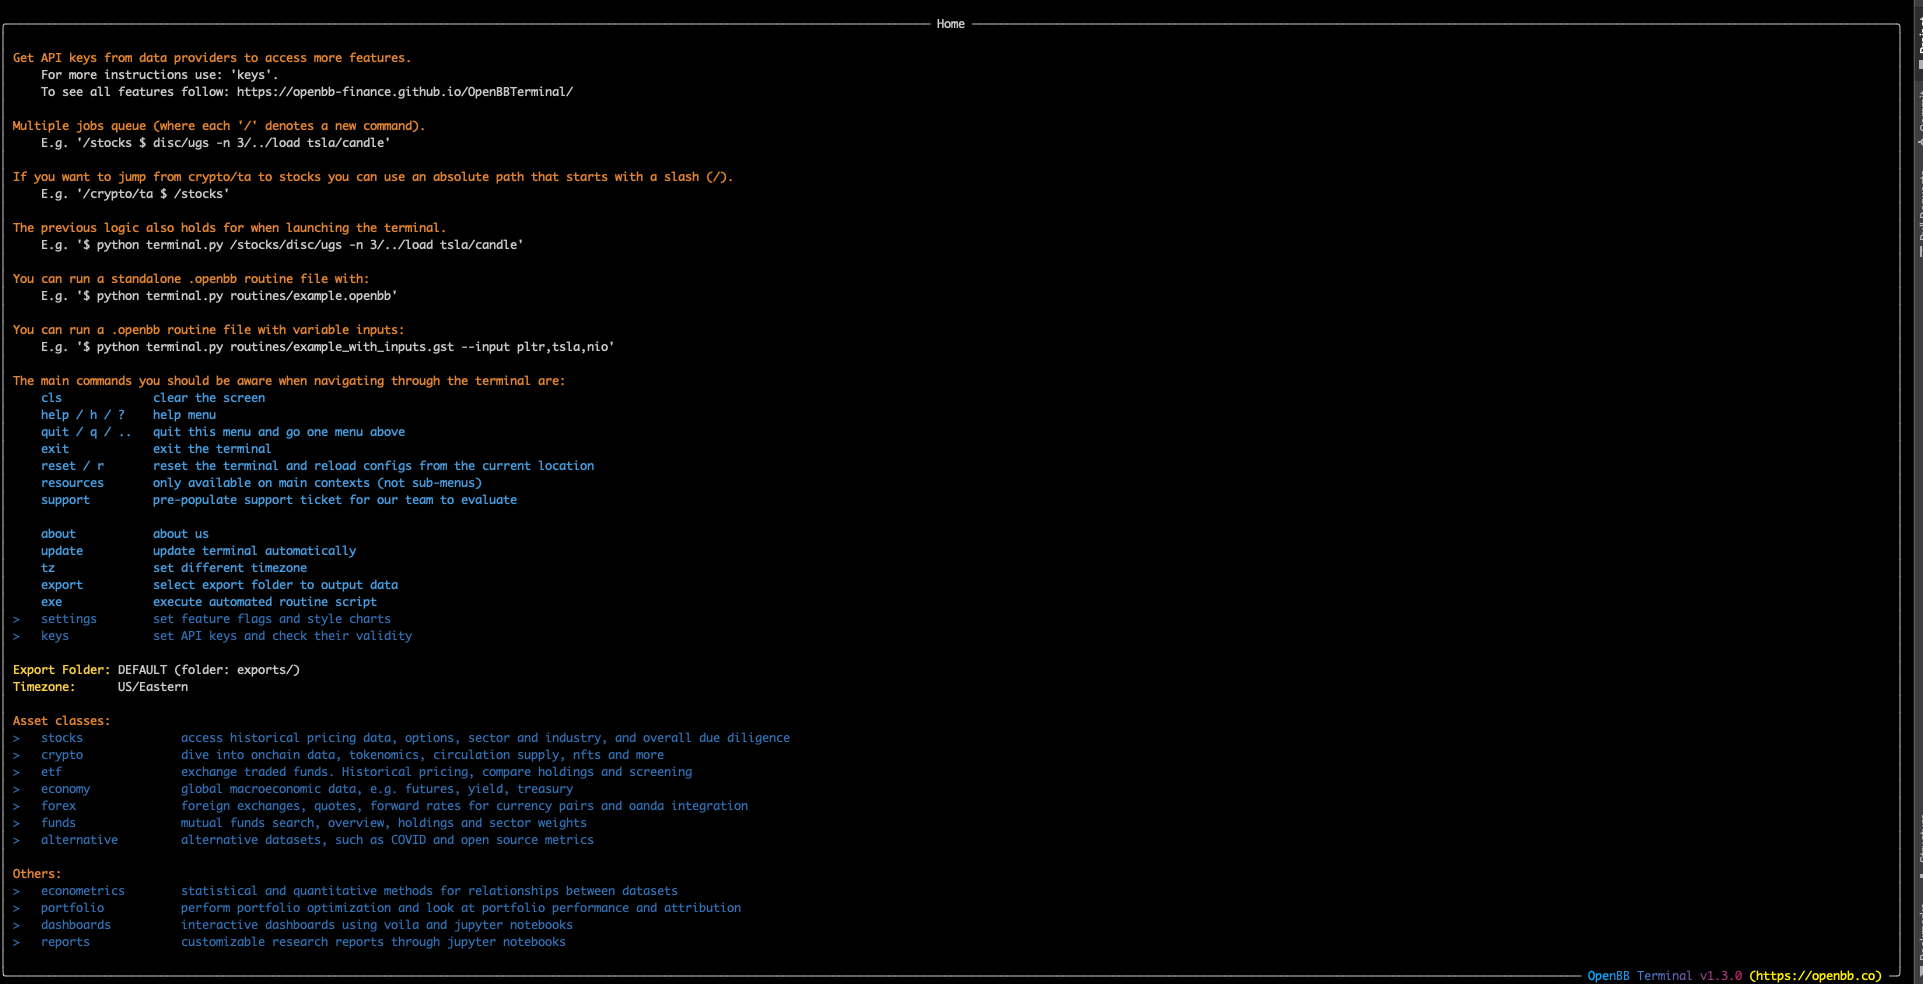 Home
Get API keys from data providers to access more features.
For more instructions use: 'keys'.
To see all features follow: https://openbb-finance.github.io/OpenBBTerminal/
Multiple jobs queue (where each '/' denotes a new command).
E.g. '/stocks $ disc/ugs -n 3/../load tsla/candle'
If you want to jump from crypto/ta to stocks you can use an absolute path that starts with a slash (/).
E.g. '/crypto/ta $ /stocks'
The previous logic also holds for when launching the terminal.
E.g. '$ python terminal.py /stocks/disc/ugs -n 3/../load tsla/candle'
You can run a standalone .openbb routine file with:
E.g. '$ python terminal.py routines/example.openbb'
You can run a .openbb routine file with variable inputs:
E.g. '$ python terminal.py routines/example_with_inputs.gst --input pltr,tsla,nio'
The main commands you should be aware when navigating through the terminal are:
cls clear the screen
help / h / ? help menu
quit / q / .. quit this menu and go one menu above
exit exit the terminal
reset / r reset the terminal and reload configs from the current location
resources only available on main contexts (not sub-menus)
support pre-populate support ticket for our team to evaluate
about about us
update update terminal automatically
tz set different timezone
export select export folder to output data
exe execute automated routine script
> settings set feature flags and style charts
> keys set API keys and check their validity
Export Folder: DEFAULT (folder: exports/)
Timezone: US/Eastern
Asset classes:
> stocks access historical pricing data, options, sector and industry, and overall due diligence
> crypto dive into onchain data, tokenomics, circulation supply, nfts and more
> etf exchange traded funds. Historical pricing, compare holdings and screening
> economy global macroeconomic data, e.g. futures, yield, treasury
> forex foreign exchanges, quotes, forward rates for currency pairs and oanda integration
> funds mutual funds search, overview, holdings and sector weights
> alternative alternative datasets, such as COVID and open source metrics
Others:
> econometrics statistical and quantitative methods for relationships between datasets
> portfolio perform portfolio optimization and look at portfolio performance and attribution
> dashboards interactive dashboards using voila and jupyter notebooks
> reports customizable research reports through jupyter notebooks
OpenBB Terminal v1.3.0 (https://openbb.co)